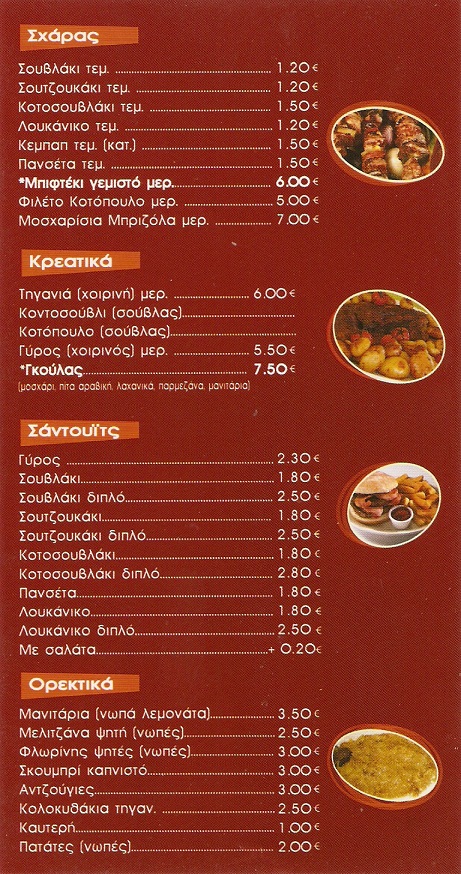 Σχάρας
Σουβλάκι τεμ. ........ 1.20 €
Σουτζουκάκι τεμ. ........ 1.20 €
Κοτοσουβλάκι τεμ. ........ 1.50 €
Λουκάνικο τεμ. ........ 1.20 €
Κεμπαπ τεμ. (κατ.) ........ 1.50 €
Πανσέτα τεμ. ........ 1.50 €
*Μπιφτέκι γεμιστό μερ. ........ 6.00 €
Φιλέτο Κοτόπουλο μερ. ........ 5.00 €
Μοσχαρίσια Μπριζόλα μερ. ........ 7.00 €
Κρεατικά
Τηγανιά (χοιρινή) μερ. ........ 6.00 €
Κοντοσούβλι (σούβλας)........
Κοτόπουλο (σούβλας)........
Γύρος (χοιρινός) μερ. ........ 5.50 €
*Γκούλας........ 7.50 €
(μοσχάρι, πίτα αραβική, λαχανικά, παρμεζάνα, μανιτάρια)
Σάντουϊτς
Γύρος ........ 2.30 €
Σουβλάκι........ 1.80 €
Σουβλάκι διπλό........ 2.50 €
Σουτζουκάκι........ 1.80 €
Σουτζουκάκι διπλό........ 2.50 €
Κοτοσουβλάκι........ 1.80 €
Κοτοσουβλάκι διπλό........ 2.80 €
Πανσέτα........ 1.80 €
Λουκάνικο........ 1.80 €
Λουκάνικο διπλό........ 2.50 €
Με σαλάτα........+ 0.20€
Ορεκτικά
Μανιτάρια (νωπά λεμονάτα)........ 3.50 €
Μελιτζάνα ψητή (νωπές)........ 2.50 €
Φλωρίνης ψητές (νωπές)........ 3.00 €
Σκουμπρί καπνιστό........ 3.00 €
Αντζούγιες........ 3.00 €
Κολοκυθάκια τηγαν. ........ 2.50 €
Καυτερή........ 1.00 €
Πατάτες (νωπές)........ 2.00 €